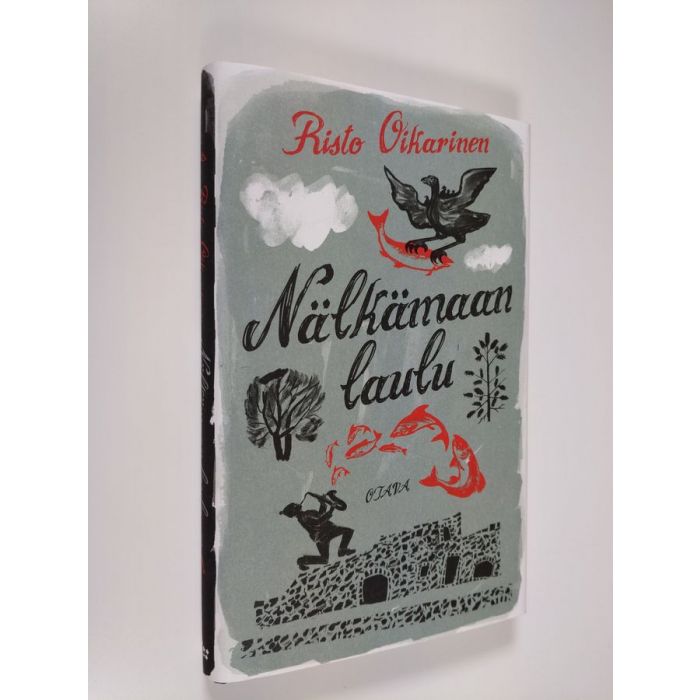 Risto Oikarinen
Nälkämaan
laulu
OTAVA